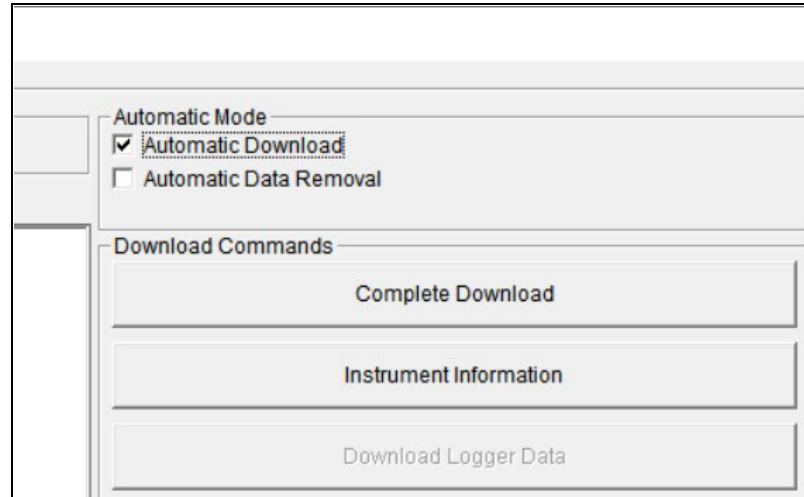 Automatic Mode
Automatic Download
Automatic Data Removal
Download Commands
Complete Download
Instrument Information
Download Logger Data